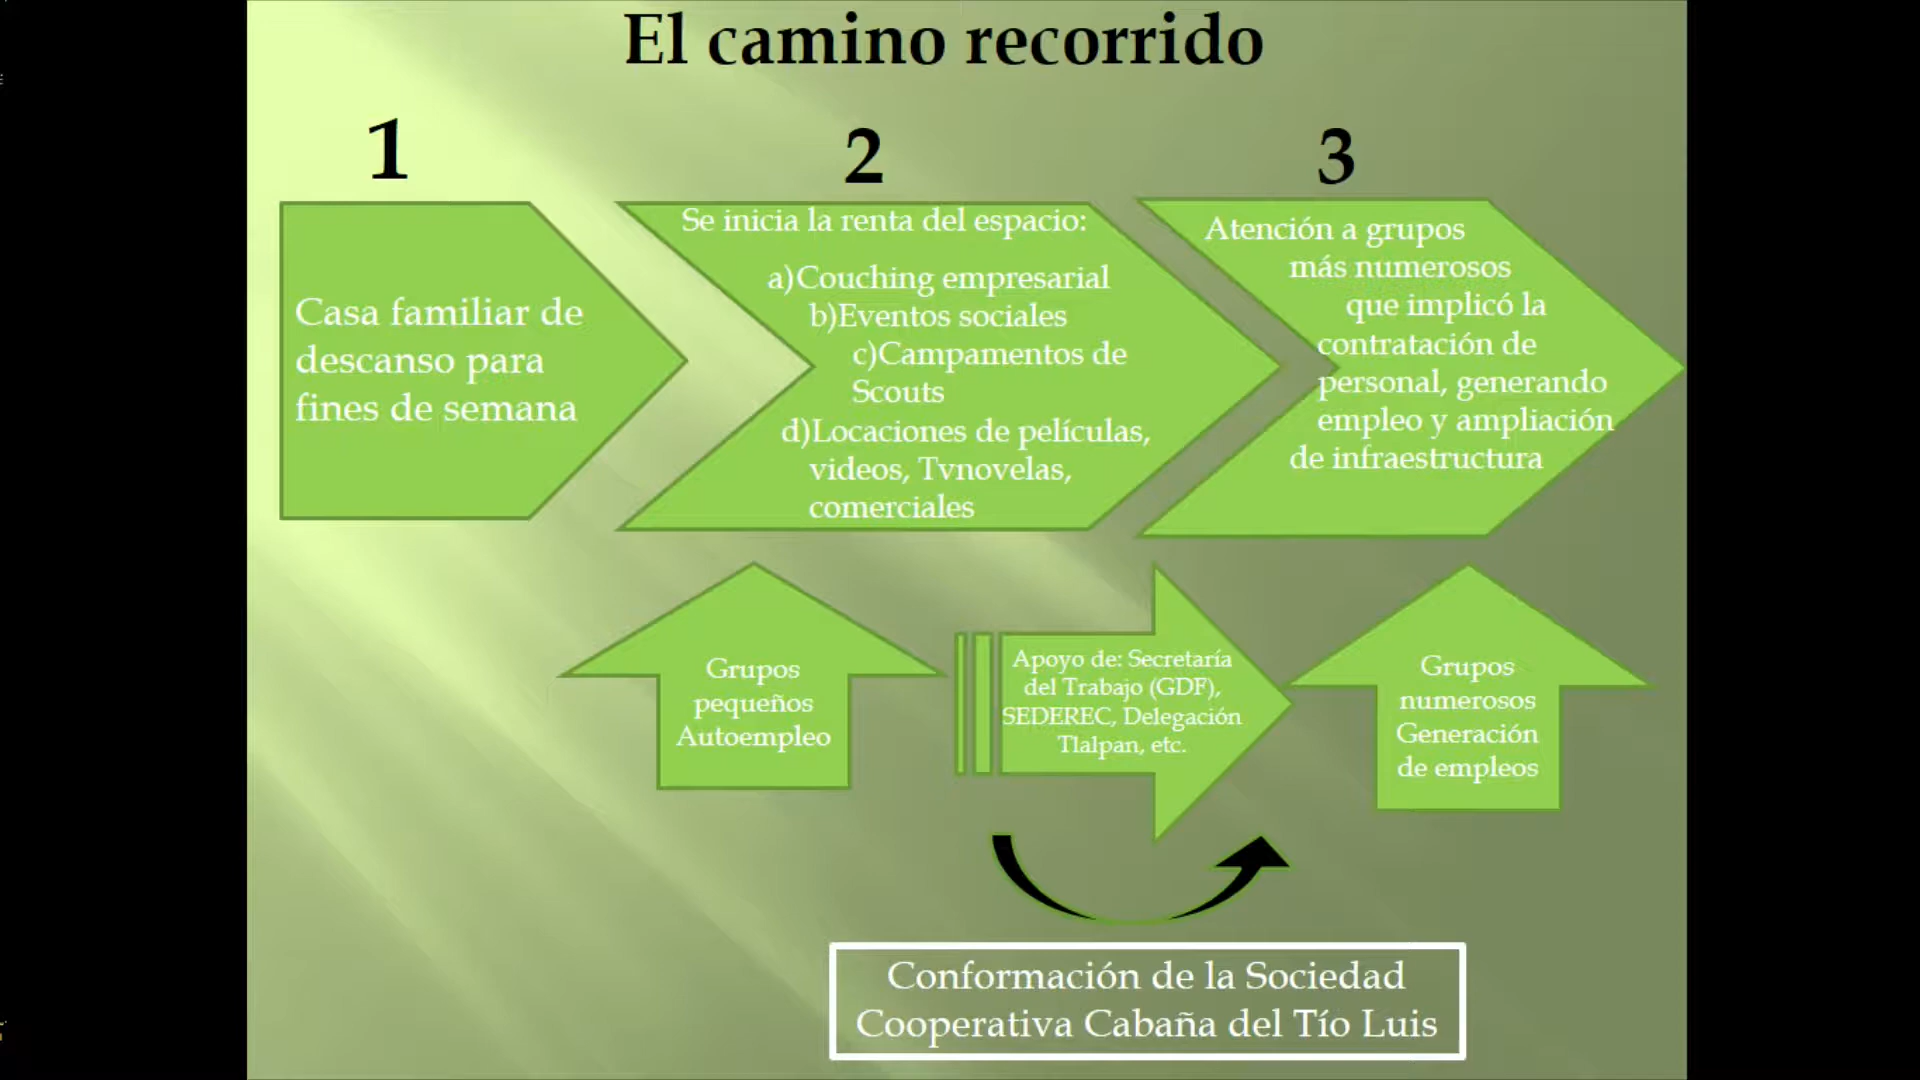 El camino recorrido
1
2
3
Casa familiar de
descanso para
fines de semana
Se inicia la renta del espacio:
a)Couching empresarial
b)Eventos sociales
c)Campamentos de
Scouts
d)Locaciones de películas,
videos, Tvnovelas,
comerciales
Atención a grupos
más numerosos
que implicó la
contratación de
personal, generando
empleo y ampliación
de infraestructura
Grupos
pequeños
Autoempleo
Apoyo de: Secretaría
del Trabajo (GDF),
SEDEREC, Delegación
Tlalpan, etc.
Grupos
numerosos
Generación
de empleos
Conformación de la Sociedad
Cooperativa Cabaña del Tío Luis